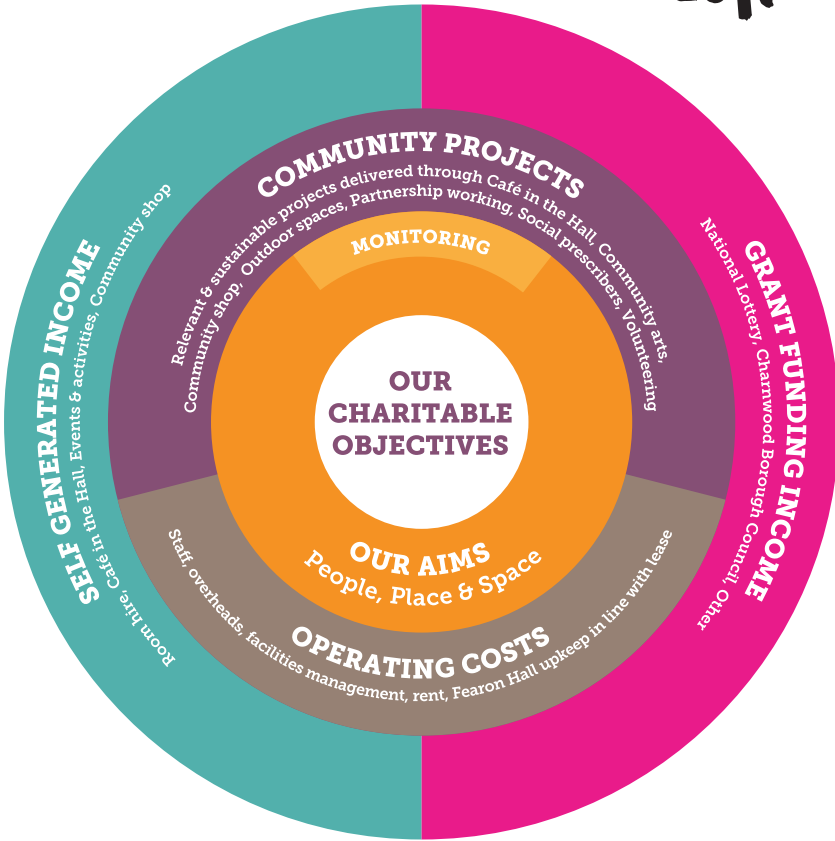 COMMUNITY PROJECTS
Relevant & sustainable projects delivered through Café in the Hall, Community arts,
Community shop, Outdoor spaces, Partnership working, Social prescribers, Volunteering
MONITORING
OUR
CHARITABLE
OBJECTIVES
OUR AIMS
People, Place & Space
OPERATING COSTS
Staff, overheads, facilities management, rent, Fearon Hall upkeep in line with lease
SELF GENERATED INCOME
Room hire, Café in the Hall, Events & activities, Community shop
GRANT FUNDING INCOME
National Lottery, Charnwood Borough Council, Other